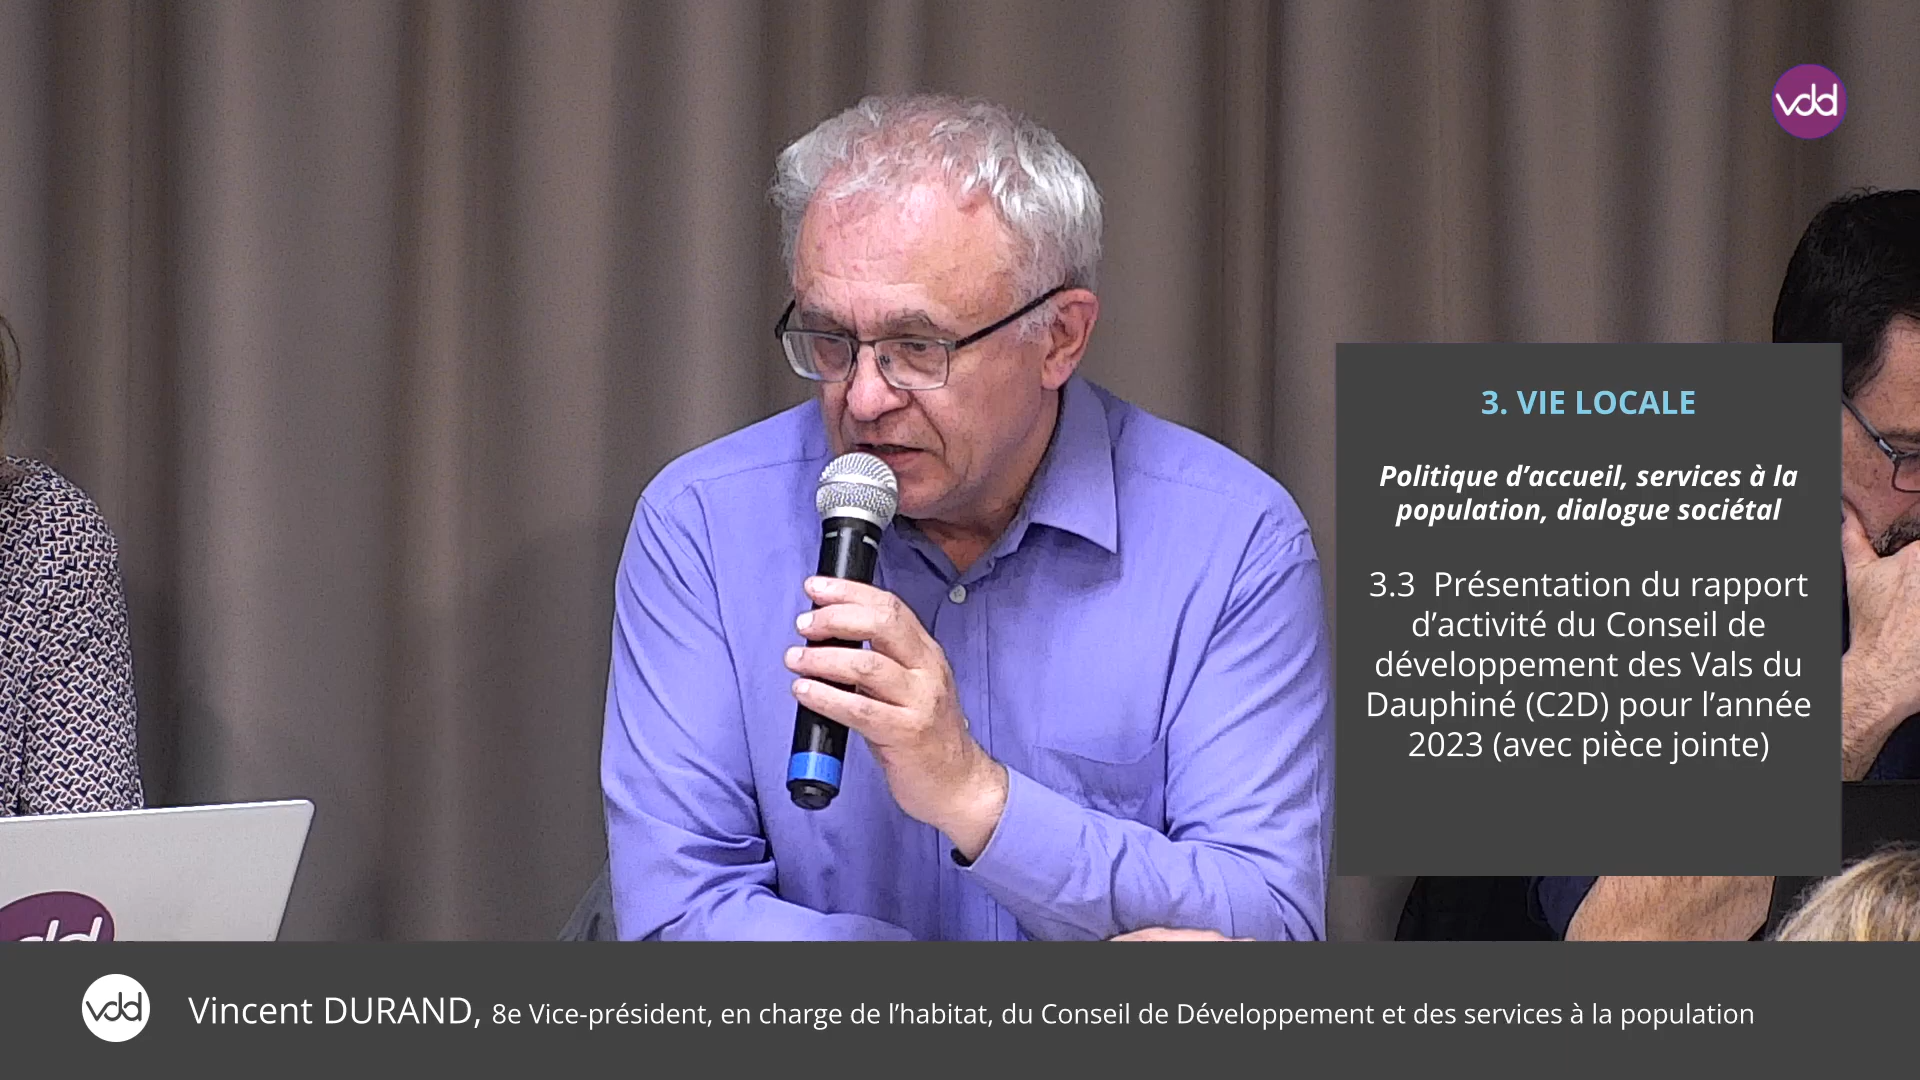 vdd
3. VIE LOCALE
Politique d’accueil, services à la
population, dialogue sociétal
3.3 Présentation du rapport
d’activité du Conseil de
développement des Vals du
Dauphiné (C2D) pour l’année
2023 (avec pièce jointe)
vdd
vdd Vincent DURAND, 8e Vice-président, en charge de l’habitat, du Conseil de Développement et des services à la population